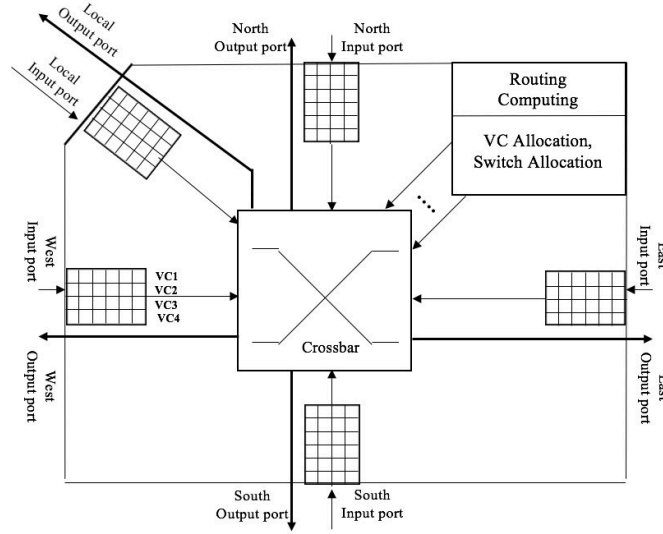 Local
Output port
Local
Input port
North
Output port
North
Input port
Routing
Computing
VC Allocation,
Switch Allocation
West
Input port
VC1
VC2
VC3
VC4
East
Input port
Crossbar
West
Output port
East
Output port
South
Output port
South
Input port